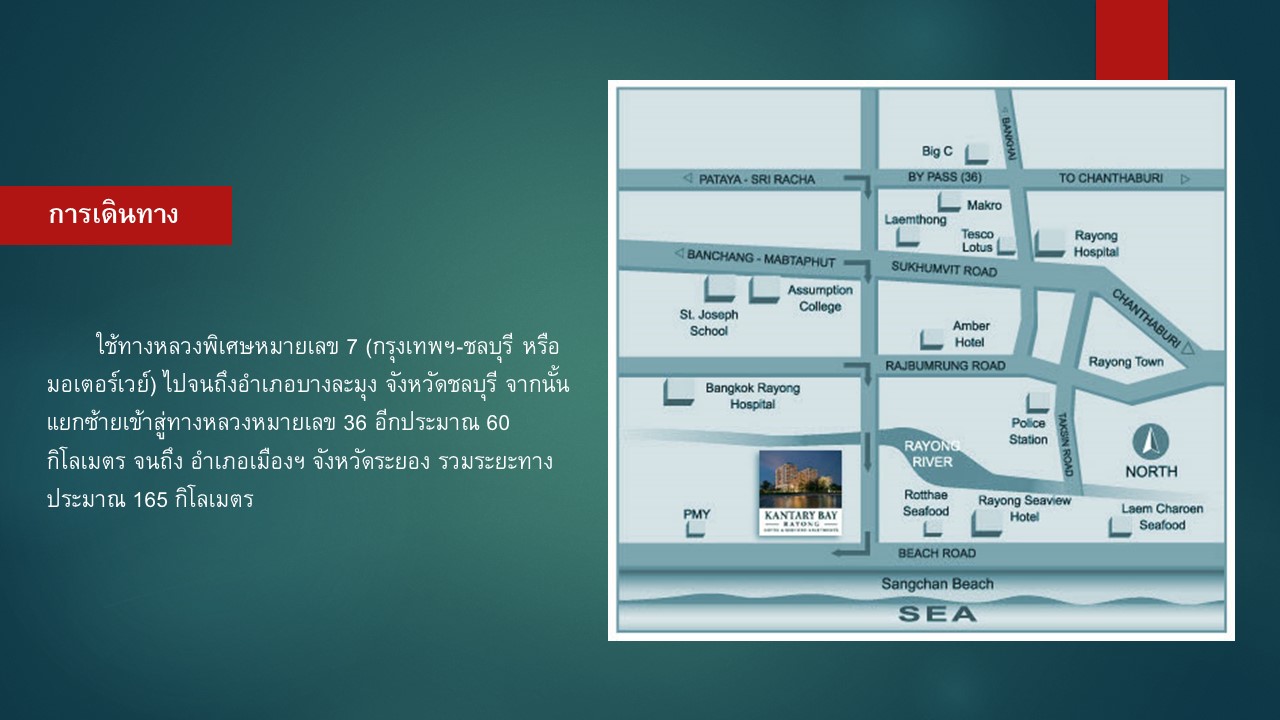 การเดินทาง
ใช้ทางหลวงพิเศษหมายเลข 7 (กรุงเทพฯ-ชลบุรี หรือ
มอเตอร์เวย์) ไปจนถึงอำเภอบางละมุง จังหวัดชลบุรี จากนั้น
แยกซ้ายเข้าสู่ทางหลวงหมายเลข 36 อีกประมาณ 60
กิโลเมตร จนถึง อำเภอเมืองฯ จังหวัดระยอง รวมระยะทาง
ประมาณ 165 กิโลเมตร
BANKHAI
Big C
PATAYA - SRI RACHA
BY PASS (36)
TO CHANTHABURI
Makro
Laemthong
Tesco
Lotus
Rayong
Hospital
BANCHANG - MABTAPHUT
SUKHUMVIT ROAD
Assumption
College
St. Joseph
School
CHANTHABURI
Amber
Hotel
RAJBUMRUNG ROAD
Rayong Town
Bangkok Rayong
Hospital
Police
Station
TAKSIN ROAD
RAYONG
RIVER
NORTH
KANTARY BAY
RAYONG
PMY
Rotthae
Seafood
Rayong Seaview
Hotel
Laem Charoen
Seafood
BEACH ROAD
Sangchan Beach
SEA